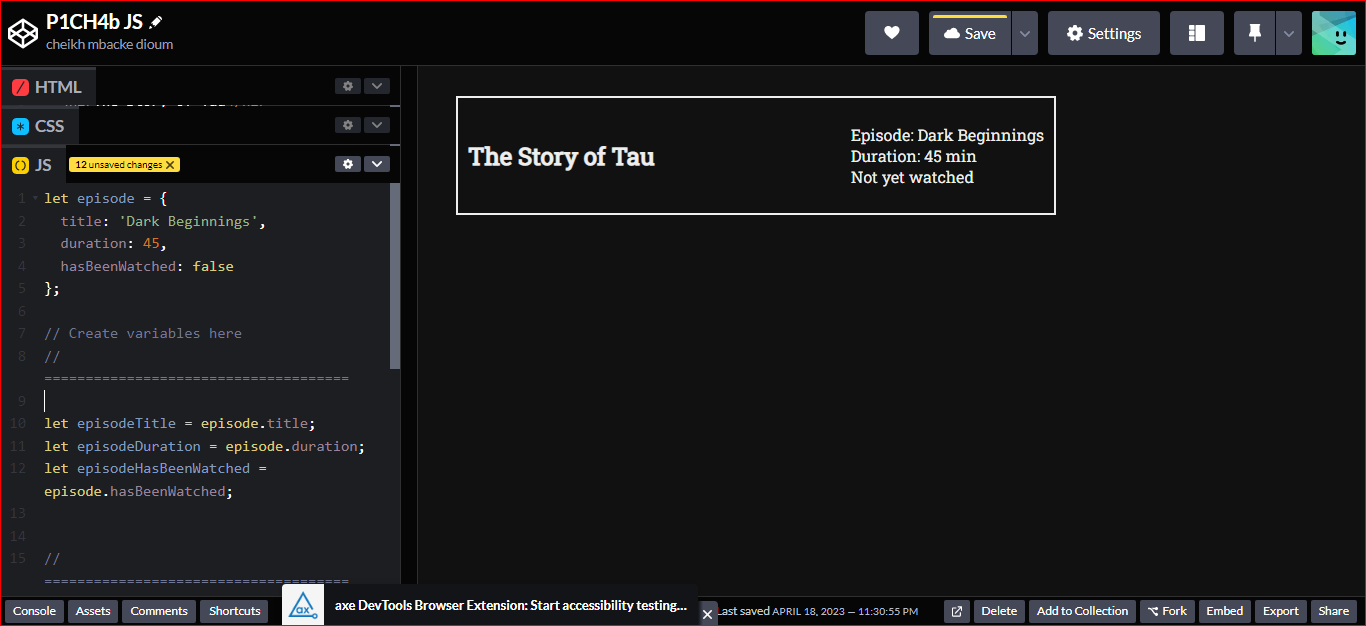 P1CH4b JS
cheikh mbacke dioum
Save
Settings
HTML
CSS
JS
12 unsaved changes X
1 let episode = {
2 title: 'Dark Beginnings',
3 duration: 45,
4 hasBeenWatched: false
5 };
6
7 // Create variables here
8 //
=====================================
9
10 let episodeTitle = episode.title;
11 let episodeDuration = episode.duration;
12 let episodeHasBeenWatched =
episode.hasBeenWatched;
13
14
15 //
=====================================
The Story of Tau
Episode: Dark Beginnings
Duration: 45 min
Not yet watched
Console
Assets
Comments
Shortcuts
ax
axe DevTools Browser Extension: Start accessibility testing...
Last saved APRIL 18, 2023 — 11:30:55 PM
Delete
Add to Collection
Fork
Embed
Export
Share